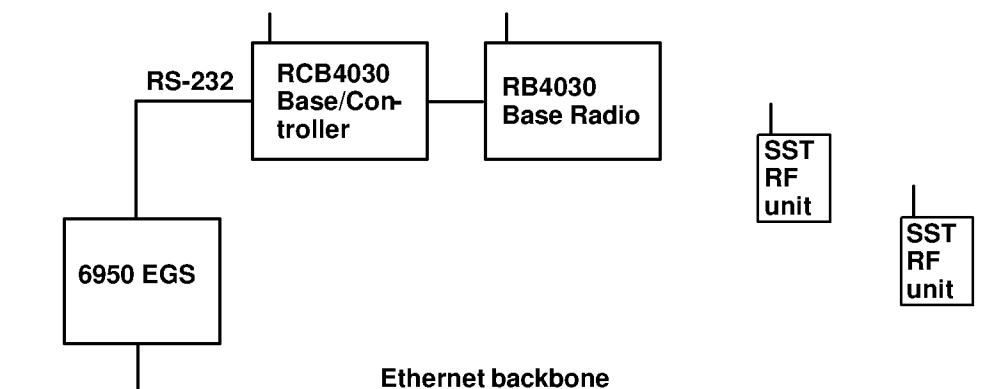 RS-232
RCB4030
Base/Con-
troller
RB4030
Base Radio
SST
RF
unit
SST
RF
unit
6950 EGS
Ethernet backbone